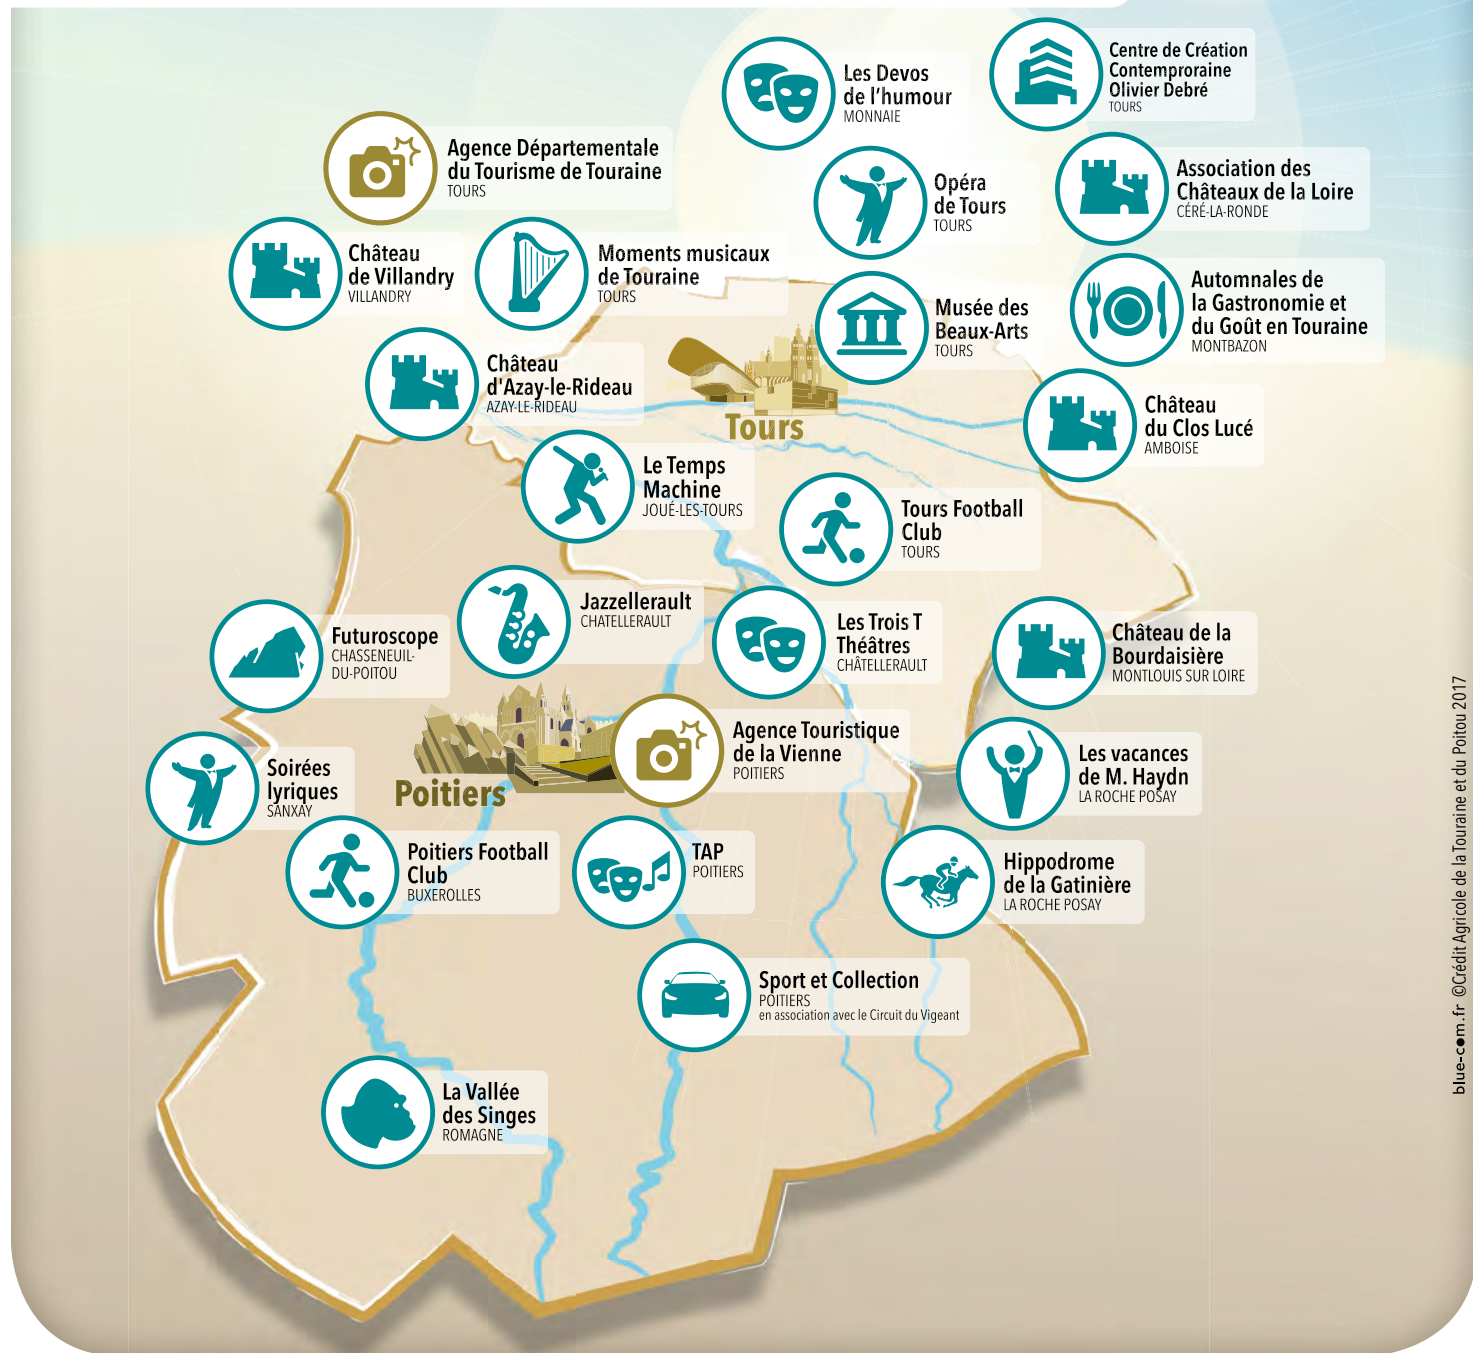 Les Devos
de l'humour
MONNAIE
Centre de Création
Contemproraine
Olivier Debré
TOURS
Agence Départementale
du Tourisme de Touraine
TOURS
Opéra
de Tours
TOURS
Association des
Châteaux de la Loire
CÉRÉ-LA-RONDE
Château
de Villandry
VILLANDRY
Moments musicaux
de Touraine
TOURS
Musée des
Beaux-Arts
TOURS
Automnales de
la Gastronomie et
du Goût en Touraine
MONTBAZON
Château
d'Azay-le-Rideau
AZAY-LE-RIDEAU
Tours
Château
du Clos Lucé
AMBOISE
Le Temps
Machine
JOUÉ-LES-TOURS
Tours Football
Club
TOURS
Jazzellerault
CHATELLERAULT
Les Trois T
Théâtres
CHÂTELLERAULT
Futuroscope
CHASSENEUIL-
DU-POITOU
Château de la
Bourdaisière
MONTLOUIS SUR LOIRE
Agence Touristique
de la Vienne
POITIERS
Poitiers
Soirées
lyriques
SANXAY
Les vacances
de M. Haydn
LA ROCHE POSAY
Poitiers Football
Club
BUXEROLLES
TAP
POITIERS
Hippodrome
de la Gatinière
LA ROCHE POSAY
Sport et Collection
POITIERS
en association avec le Circuit du Vigeant
La Vallée
des Singes
ROMAGNE
blue-com.fr ©Crédit Agricole de la Touraine et du Poitou 2017